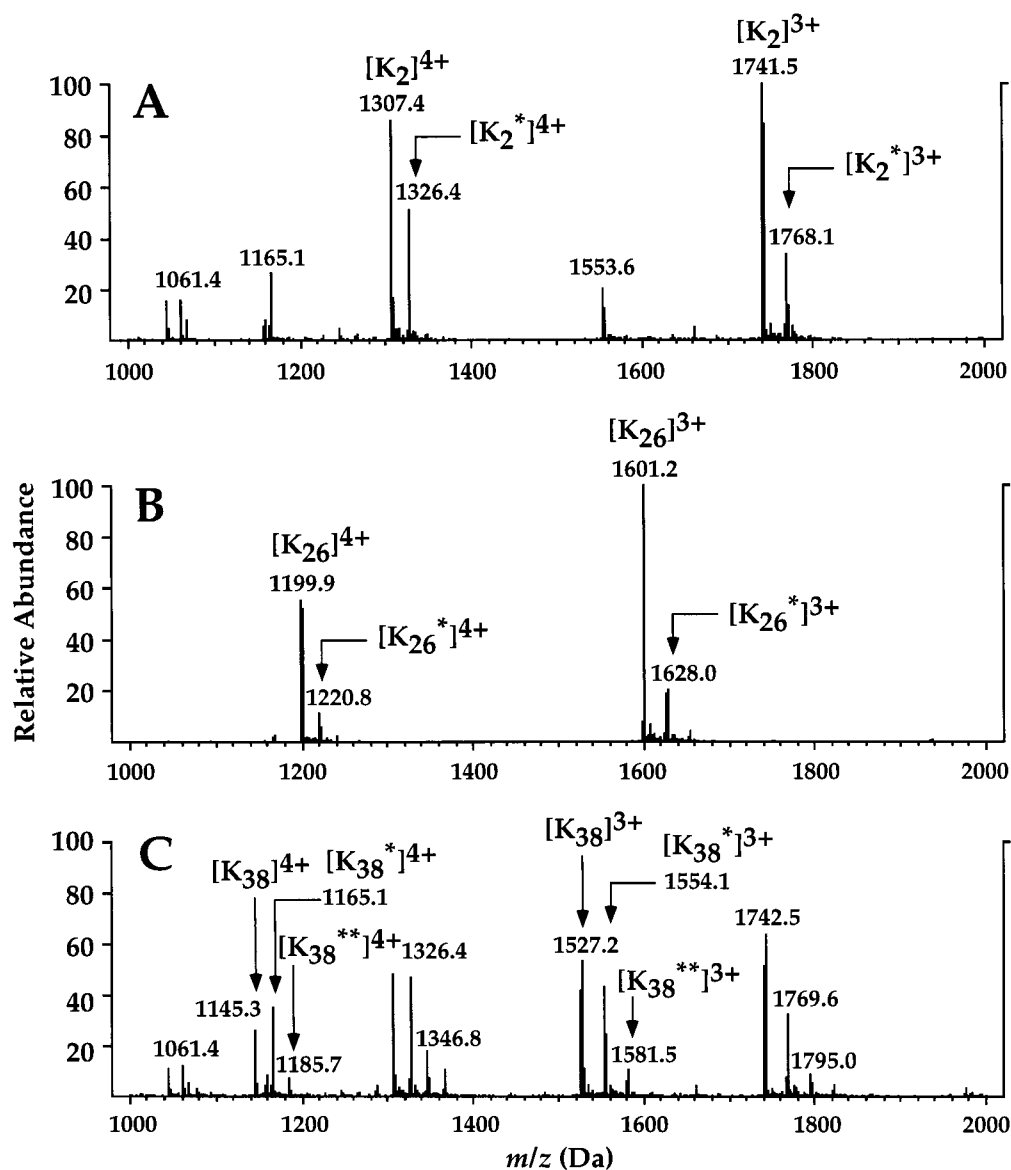 [K2]4+
1307.4
[K2*]4+
1326.4
[K2]3+
1741.5
[K2*]3+
1768.1
A
1061.4
1165.1
1553.6
100
80
60
40
20
1000 1200 1400 1600 1800 2000
Relative Abundance
B
[K26]4+
1199.9
[K26*]4+
1220.8
[K26]3+
1601.2
[K26*]3+
1628.0
100
80
60
40
20
1000 1200 1400 1600 1800 2000
C
[K38]4+
[K38*]4+
1165.1
[K38**]4+
1326.4
1145.3
1061.4
1185.7
1346.8
[K38]3+
[K38*]3+
1554.1
1527.2
[K38**]3+
1581.5
1742.5
1769.6
1795.0
100
80
60
40
20
1000 1200 1400 1600 1800 2000
m/z (Da)